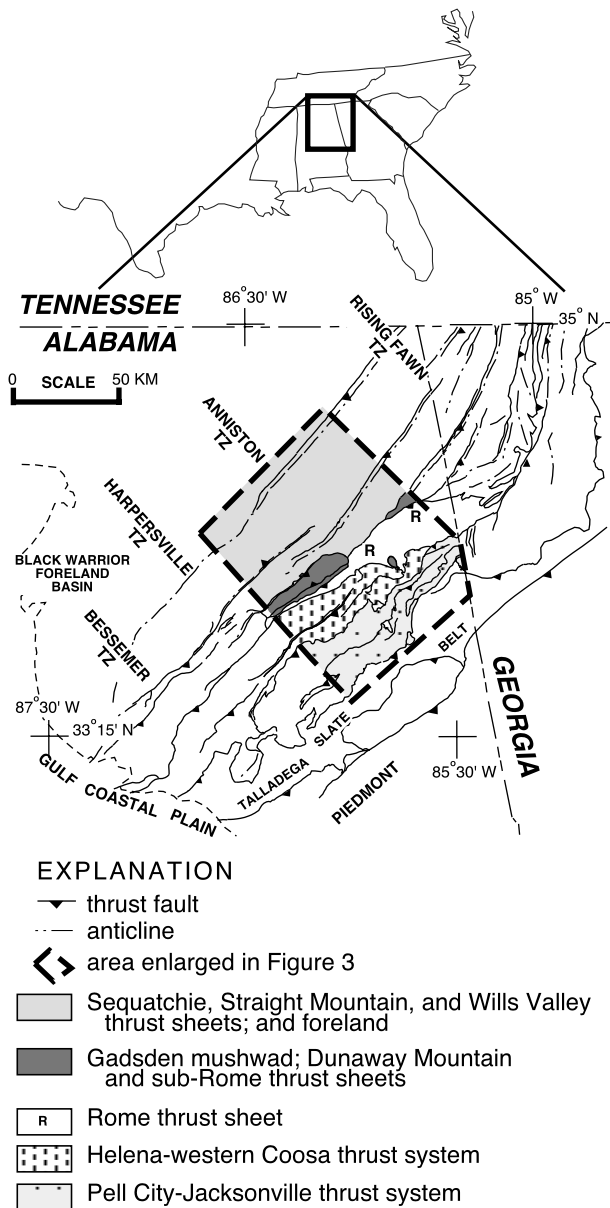 TENNESSEE
ALABAMA
86°30' W
85°W
35° N
0 SCALE 50 KM
RISING FAWN
TZ
ANNISTON
TZ
HARPERSVILLE
TZ
BESSEMER
TZ
BLACK WARRIOR
FORELAND
BASIN
R
R
87°30' W
33°15' N
85°30' W
GEORGIA
TALLADEGA SLATE BELT
PIEDMONT
GULF COASTAL PLAIN
EXPLANATION
thrust fault
anticline
area enlarged in Figure 3
Sequatchie, Straight Mountain, and Wills Valley
thrust sheets; and foreland
Gadsden mushwad; Dunaway Mountain
and sub-Rome thrust sheets
R Rome thrust sheet
Helena-western Coosa thrust system
Pell City-Jacksonville thrust system